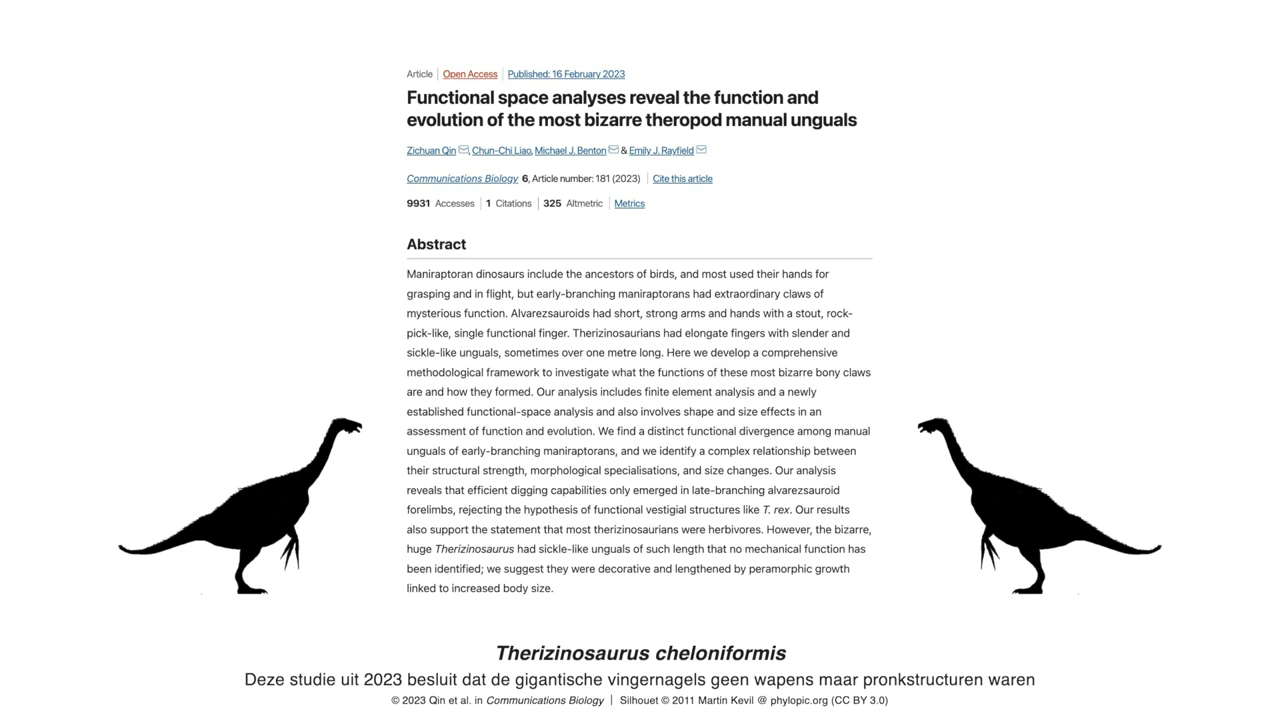 Article | Open Access | Published: 16 February 2023
Functional space analyses reveal the function and
evolution of the most bizarre theropod manual unguals
Zichuan Qin, Chun-Chi Liao, Michael J. Benton & Emily J. Rayfield
Communications Biology 6, Article number: 181 (2023) | Cite this article
9931 Accesses | 1 Citations | 325 Altmetric | Metrics
Abstract
Maniraptoran dinosaurs include the ancestors of birds, and most used their hands for
grasping and in flight, but early-branching maniraptorans had extraordinary claws of
mysterious function. Alvarezsauroids had short, strong arms and hands with a stout, rock-
pick-like, single functional finger. Therizinosaurians had elongate fingers with slender and
sickle-like unguals, sometimes over one metre long. Here we develop a comprehensive
methodological framework to investigate what the functions of these most bizarre bony claws
are and how they formed. Our analysis includes finite element analysis and a newly
established functional-space analysis and also involves shape and size effects in an
assessment of function and evolution. We find a distinct functional divergence among manual
unguals of early-branching maniraptorans, and we identify a complex relationship between
their structural strength, morphological specialisations, and size changes. Our analysis
reveals that efficient digging capabilities only emerged in late-branching alvarezsauroid
forelimbs, rejecting the hypothesis of functional vestigial structures like T. rex. Our results
also support the statement that most therizinosaurians were herbivores. However, the bizarre,
huge Therizinosaurus had sickle-like unguals of such length that no mechanical function has
been identified; we suggest they were decorative and lengthened by peramorphic growth
linked to increased body size.
Therizinosaurus cheloniformis
Deze studie uit 2023 besluit dat de gigantische vingernagels geen wapens maar pronkstructuren waren
© 2023 Qin et al. in Communications Biology | Silhouet © 2011 Martin Kevil @ phylopic.org (CC BY 3.0)